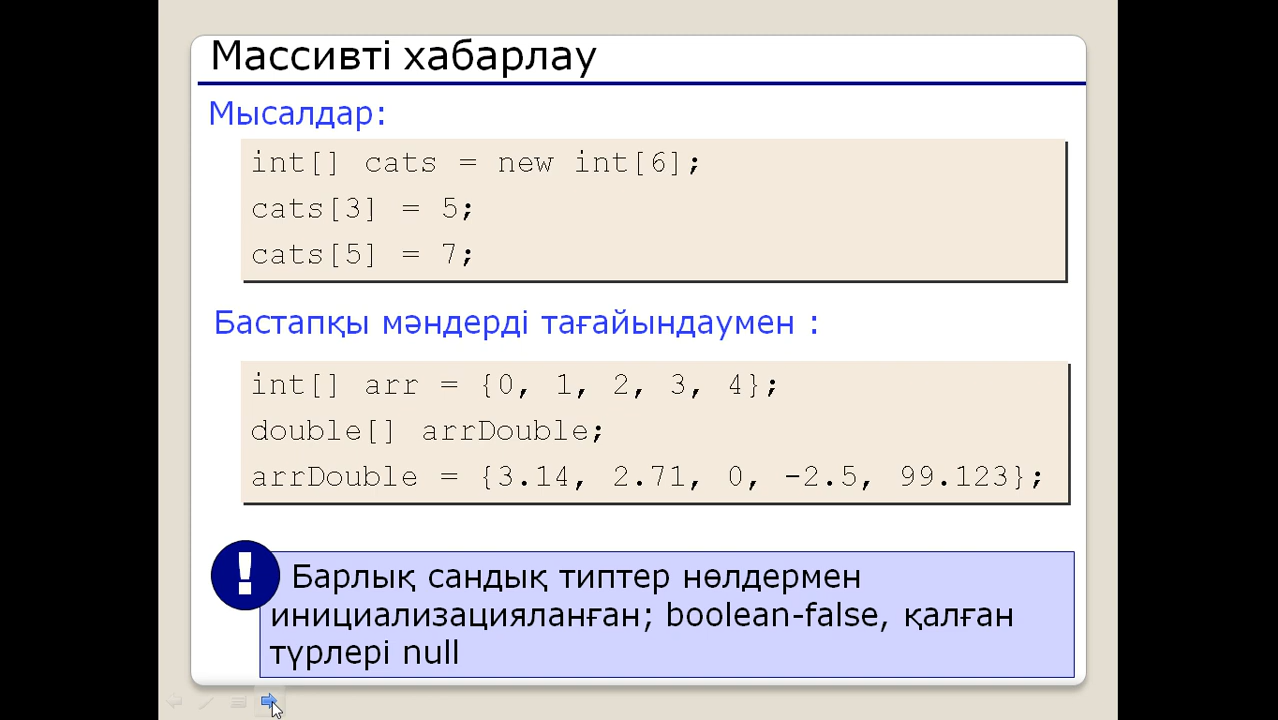 Массивті хабарлау
Мысалдар:
int[] cats = new int[6];
cats[3] = 5;
cats[5] = 7;
Бастапқы мәндерді тағайындаумен :
int[] arr = {0, 1, 2, 3, 4};
double[] arrDouble;
arrDouble = {3.14, 2.71, 0, -2.5, 99.123};
! Барлық сандық типтер нөлдермен
инициализацияланған; boolean-false, қалған
түрлері null